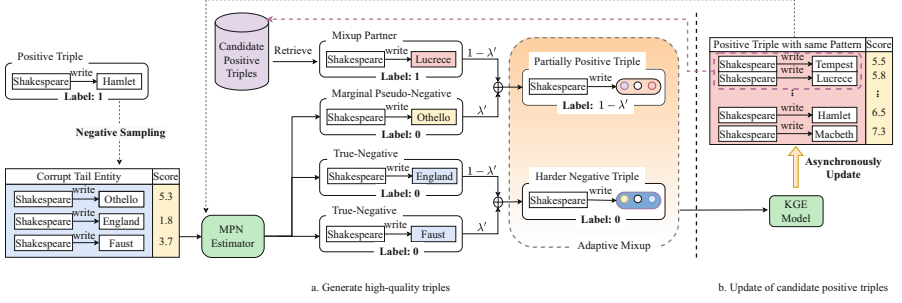 Positive Triple
Shakespeare write Hamlet
Label: 1
Negative Sampling
Corrupt Tail Entity Score
Shakespeare write Othello 5.3
Shakespeare write England 1.8
Shakespeare write Faust 3.7
Candidate
Positive
Triples
Retrieve
MPN
Estimator
Mixup Partner
Shakespeare write Lucrece
Label: 1
1 − λ′
Marginal Pseudo-Negative
Shakespeare write Othello
Label: 0
λ′
True-Negative
Shakespeare write England
Label: 0
1 − λ′
True-Negative
Shakespeare write Faust
Label: 0
λ′
Partially Positive Triple
Shakespeare write
Label: 1 − λ′
Harder Negative Triple
Shakespeare write
Label: 0
Adaptive Mixup
Positive Triple with same Pattern Score
Shakespeare write Tempest 5.5
Shakespeare write Lucrece 5.8
⋮ ⋮
Shakespeare write Hamlet 6.5
Shakespeare write Macbeth 7.3
Asynchronously
Update
KGE
Model
a. Generate high-quality triples
b. Update of candidate positive triples